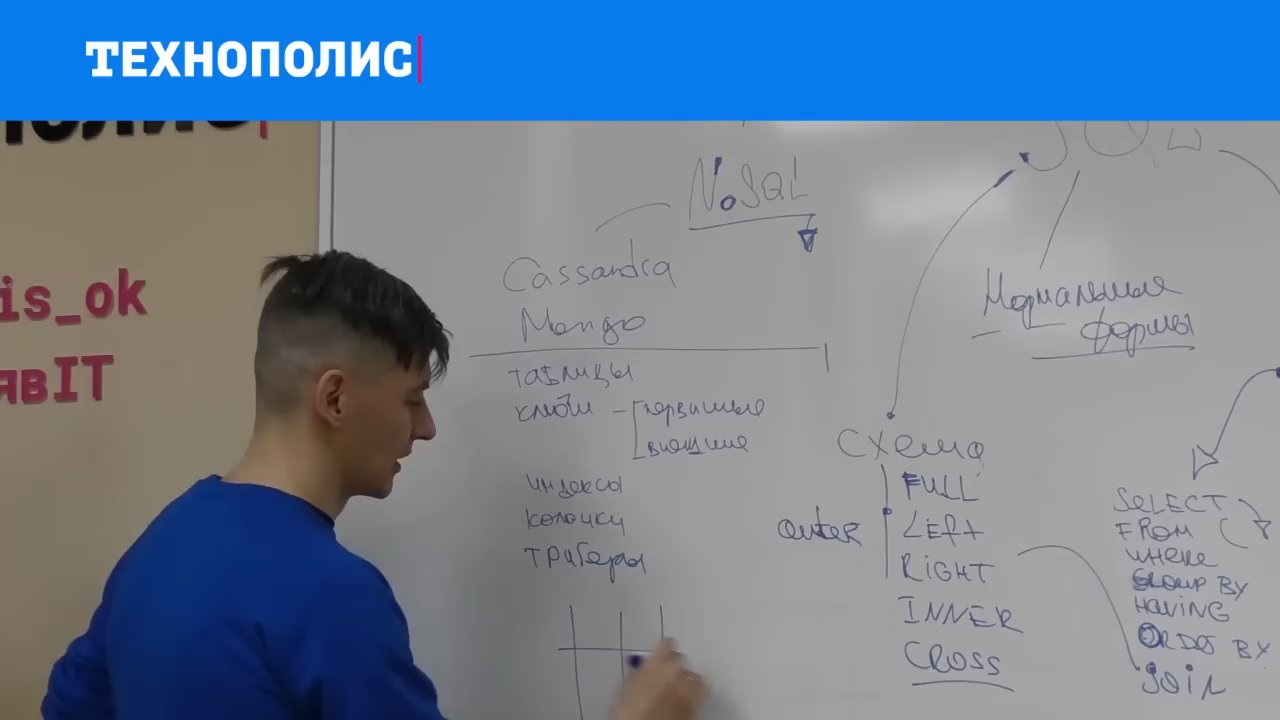 ТЕХНОПОЛИС
is_ok
явIT
NoSQL
Cassandra
Mongo
таблицы
ключи - первичные
внешние
индексы
колонки
тригеры
SQL
Нормальные
формы
схема
outer
FULL
LEFT
RIGHT
INNER
CROSS
SELECT
FROM
WHERE
GROUP BY
HAVING
ORDER BY
JOIN